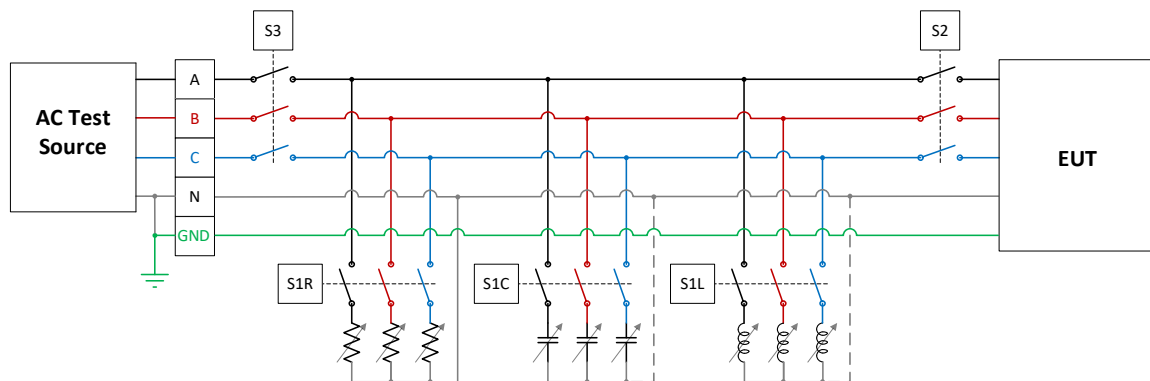 S3
S2
AC Test
Source
A
B
C
N
GND
EUT
S1R
S1C
S1L